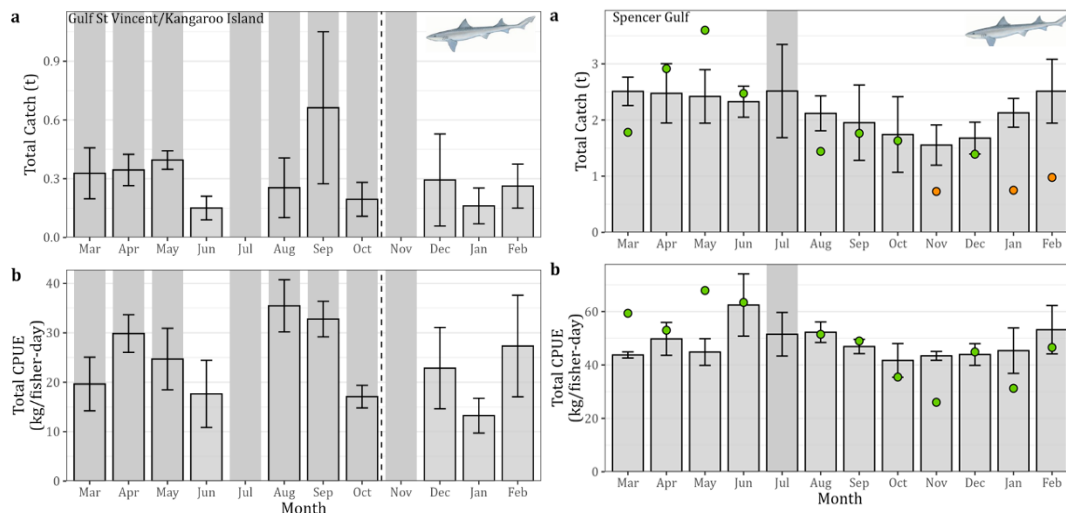 a
Gulf St Vincent/Kangaroo Island
Total Catch (t)
0.9
0.6
0.3
0.0
Mar Apr May Jun Jul Aug Sep Oct Nov Dec Jan Feb
b
Total CPUE
(kg/fisher-day)
40
30
20
10
0
Mar Apr May Jun Jul Aug Sep Oct Nov Dec Jan Feb
Month
a
Spencer Gulf
Total Catch (t)
3
2
1
0
Mar Apr May Jun Jul Aug Sep Oct Nov Dec Jan Feb
b
Total CPUE
(kg/fisher-day)
60
40
20
0
Mar Apr May Jun Jul Aug Sep Oct Nov Dec Jan Feb
Month